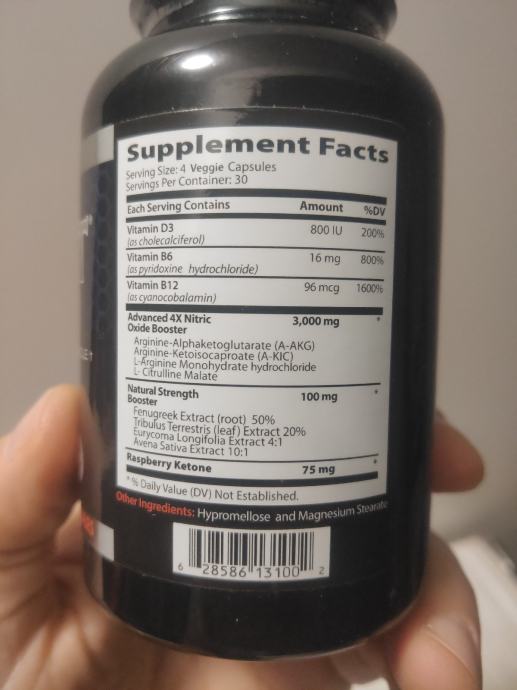 Supplement Facts
Serving Size: 4 Veggie Capsules
Servings Per Container: 30
Each Serving Contains Amount %DV
Vitamin D3 800 IU 200%
(as cholecalciferol)
Vitamin B6 16 mg 800%
(as pyridoxine hydrochloride)
Vitamin B12 96 mcg 1600%
(as cyanocobalamin)
Advanced 4X Nitric 3,000 mg *
Oxide Booster
Arginine-Alphaketoglutarate (A-AKG)
Arginine-Ketoisocaproate (A-KIC)
L-Arginine Monohydrate hydrochloride
L- Citrulline Malate
Natural Strength 100 mg *
Booster
Fenugreek Extract (root) 50%
Tribulus Terrestris (leaf) Extract 20%
Eurycoma Longifolia Extract 4:1
Avena Sativa Extract 10:1
Raspberry Ketone 75 mg *
* % Daily Value (DV) Not Established.
Other Ingredients: Hypromellose and Magnesium Stearate
6 28586 13100 2